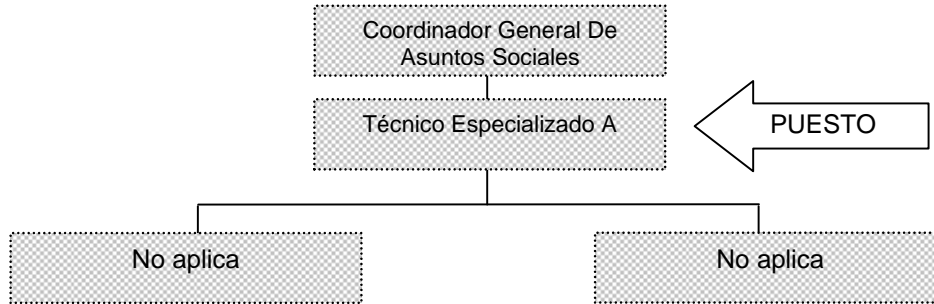 Coordinador General De
Asuntos Sociales
Técnico Especializado A
PUESTO
No aplica
No aplica